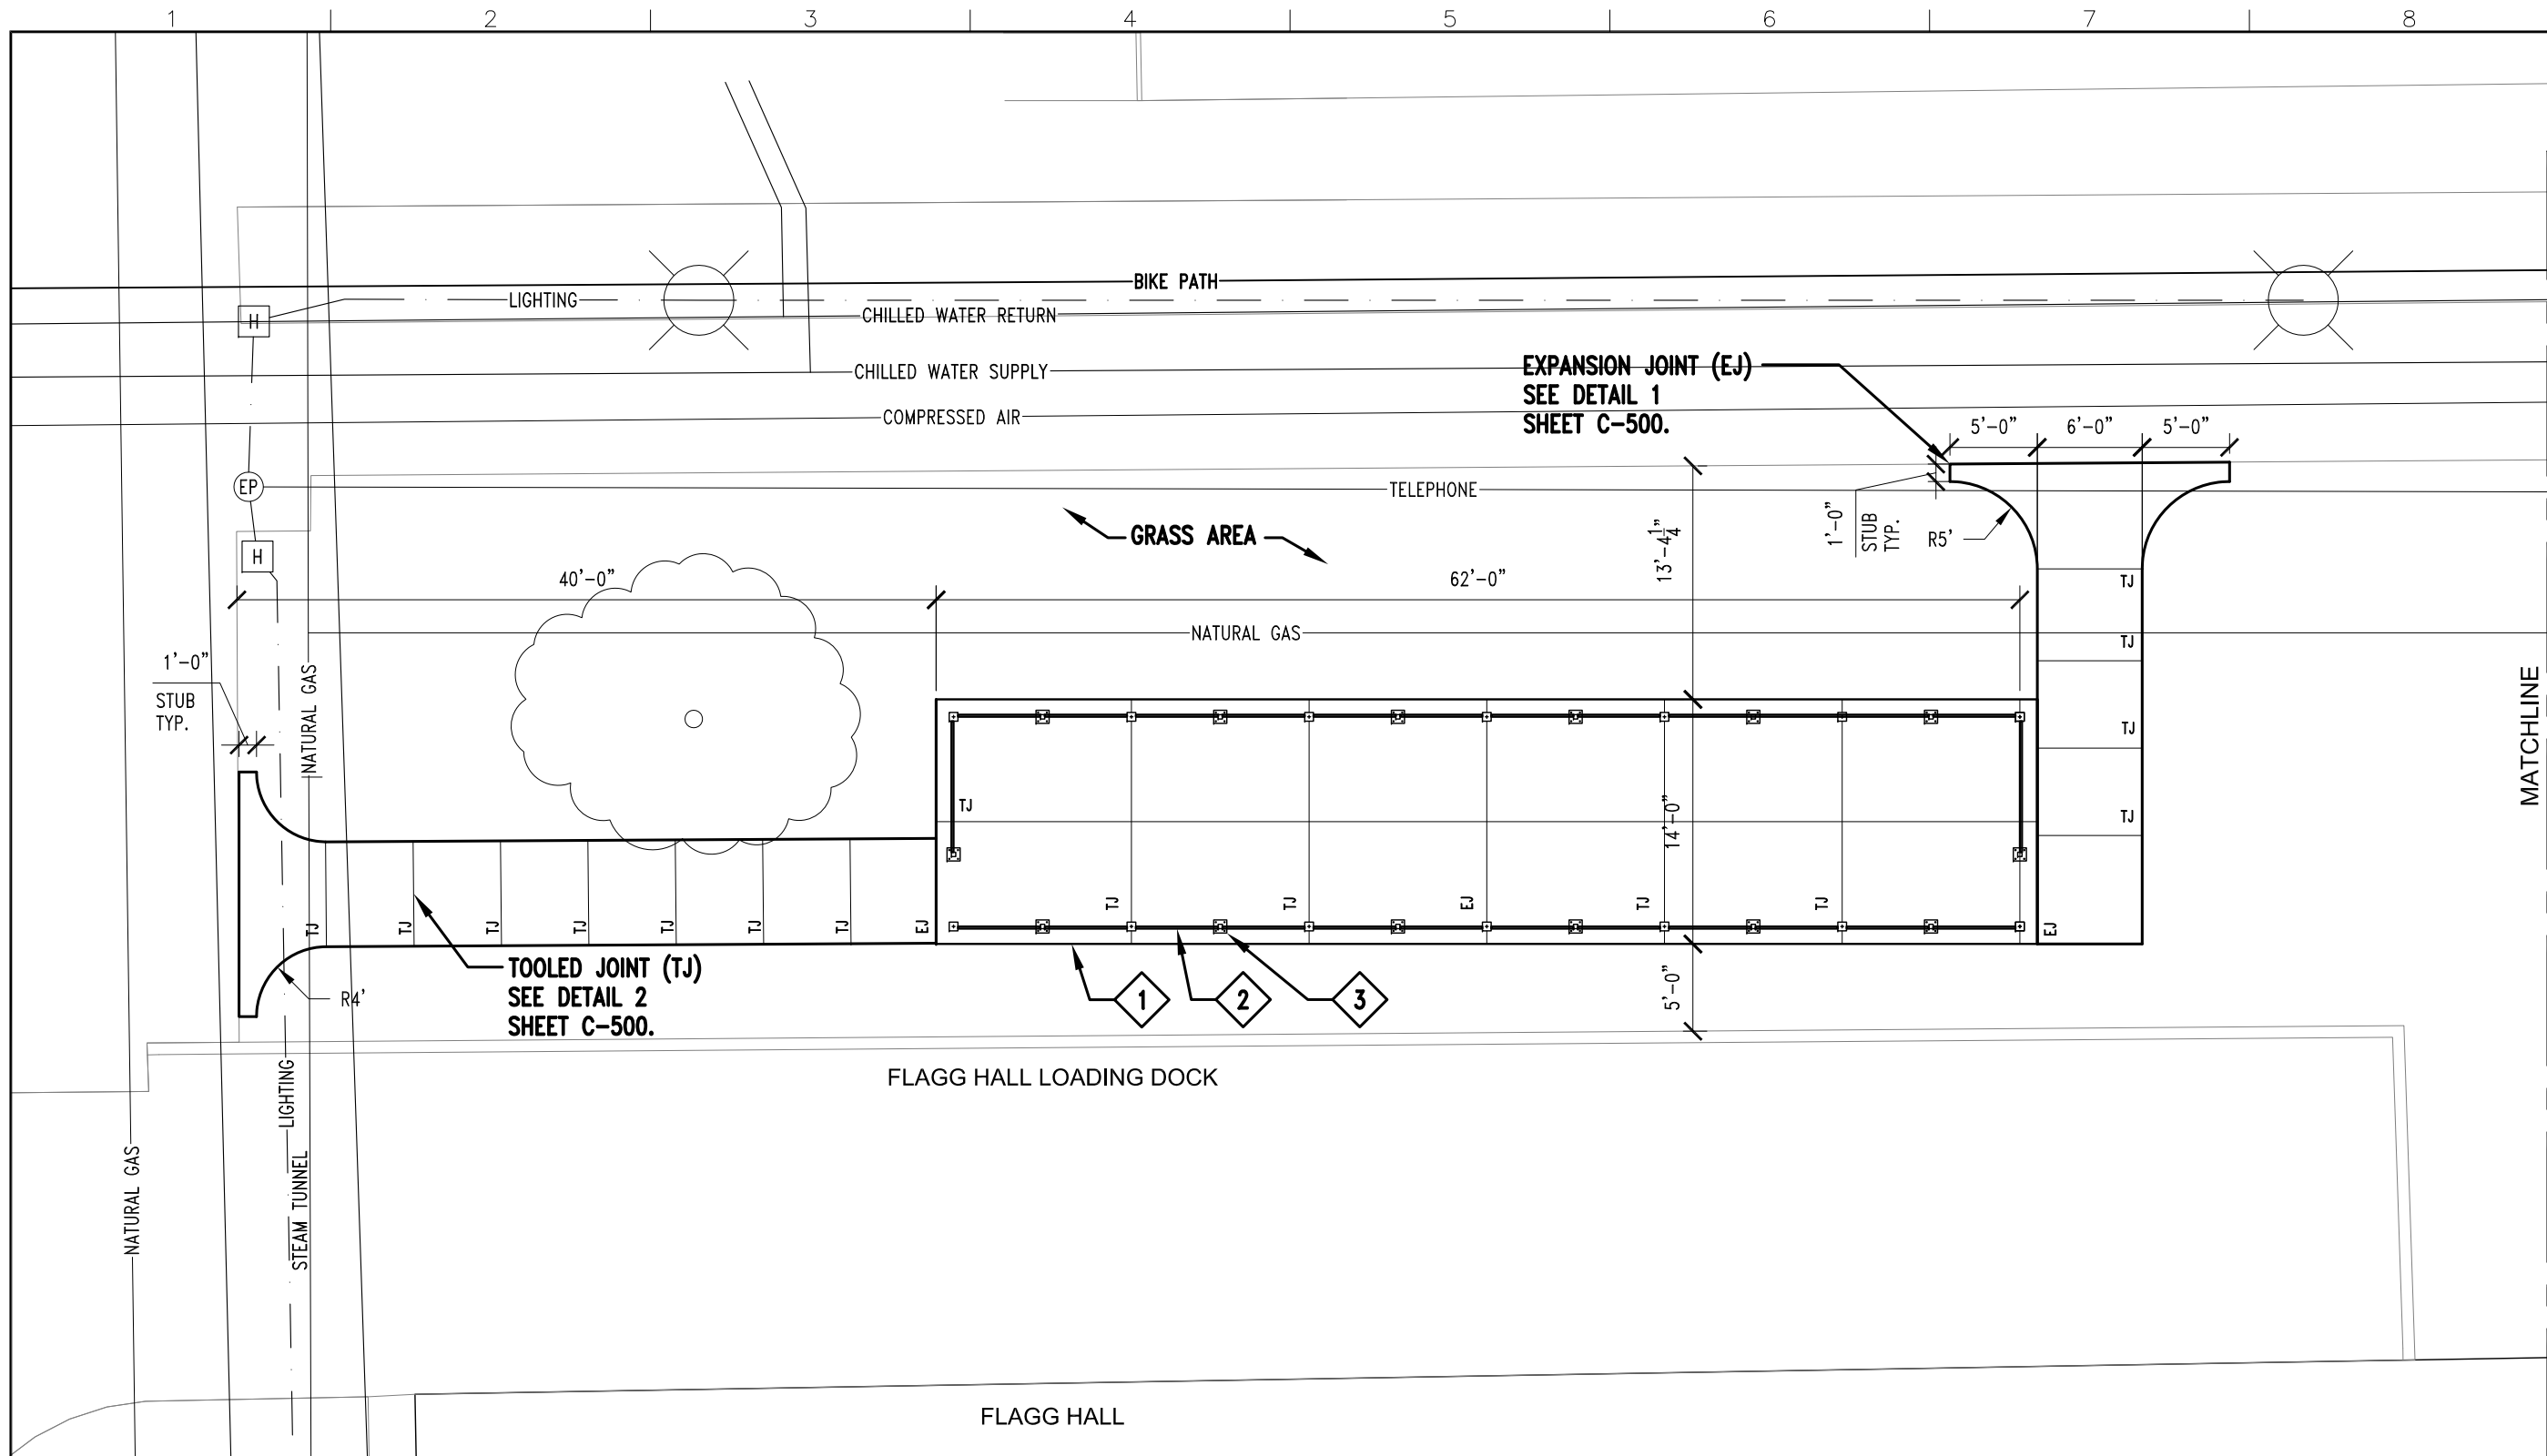 1 2 3 4 5 6 7 8
BIKE PATH
LIGHTING
H
CHILLED WATER RETURN
CHILLED WATER SUPPLY
EXPANSION JOINT (EJ)
SEE DETAIL 1
SHEET C-500.
COMPRESSED AIR
5'-0" 6'-0" 5'-0"
EP
TELEPHONE
GRASS AREA
13'-4 1/4"
1'-0"
STUB
TYP.
R5'
H
40'-0"
62'-0"
TJ
NATURAL GAS
TJ
1'-0"
STUB
TYP.
NATURAL GAS
TJ
MATCHLINE
TJ
14'-0"
TJ
TJ TJ EJ TJ TJ
TJ TJ TJ TJ TJ TJ TJ EJ
EJ
TOOLED JOINT (TJ)
SEE DETAIL 2
SHEET C-500.
R4'
1 2 3
5'-0"
FLAGG HALL LOADING DOCK
LIGHTING
NATURAL GAS
STEAM TUNNEL
FLAGG HALL